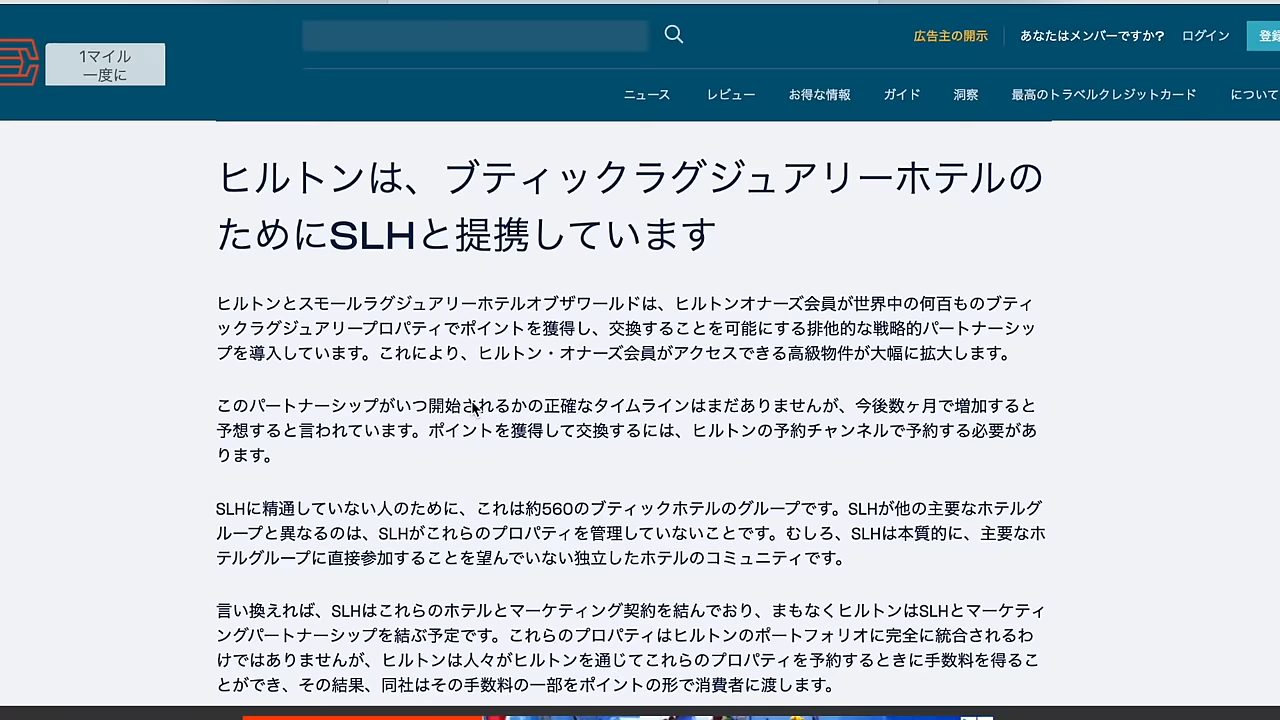 1マイル
一度に
広告主の開示
あなたはメンバーですか?
ログイン
登録
ニュース
レビュー
お得な情報
ガイド
洞察
最高のトラベルクレジットカード
について
ヒルトンは、ブティックラグジュアリーホテルの
ためにSLHと提携しています
ヒルトンとスモールラグジュアリーホテルオブザワールドは、ヒルトンオナーズ会員が世界中の何百ものブティ
ックラグジュアリープロパティでポイントを獲得し、交換することを可能にする排他的な戦略的パートナーシッ
プを導入しています。これにより、ヒルトン・オナーズ会員がアクセスできる高級物件が大幅に拡大します。
このパートナーシップがいつ開始されるかの正確なタイムラインはまだありませんが、今後数ヶ月で増加すると
予想すると言われています。ポイントを獲得して交換するには、ヒルトンの予約チャンネルで予約する必要があ
ります。
SLHに精通していない人のために、これは約560のブティックホテルのグループです。SLHが他の主要なホテルグ
ループと異なるのは、SLHがこれらのプロパティを管理していないことです。むしろ、SLHは本質的に、主要なホ
テルグループに直接参加することを望んでいない独立したホテルのコミュニティです。
言い換えれば、SLHはこれらのホテルとマーケティング契約を結んでおり、まもなくヒルトンはSLHとマーケティ
ングパートナーシップを結ぶ予定です。これらのプロパティはヒルトンのポートフォリオに完全に統合されるわ
けではありませんが、ヒルトンは人々がヒルトンを通じてこれらのプロパティを予約するときに手数料を得るこ
とができ、その結果、同社はその手数料の一部をポイントの形で消費者に渡します。